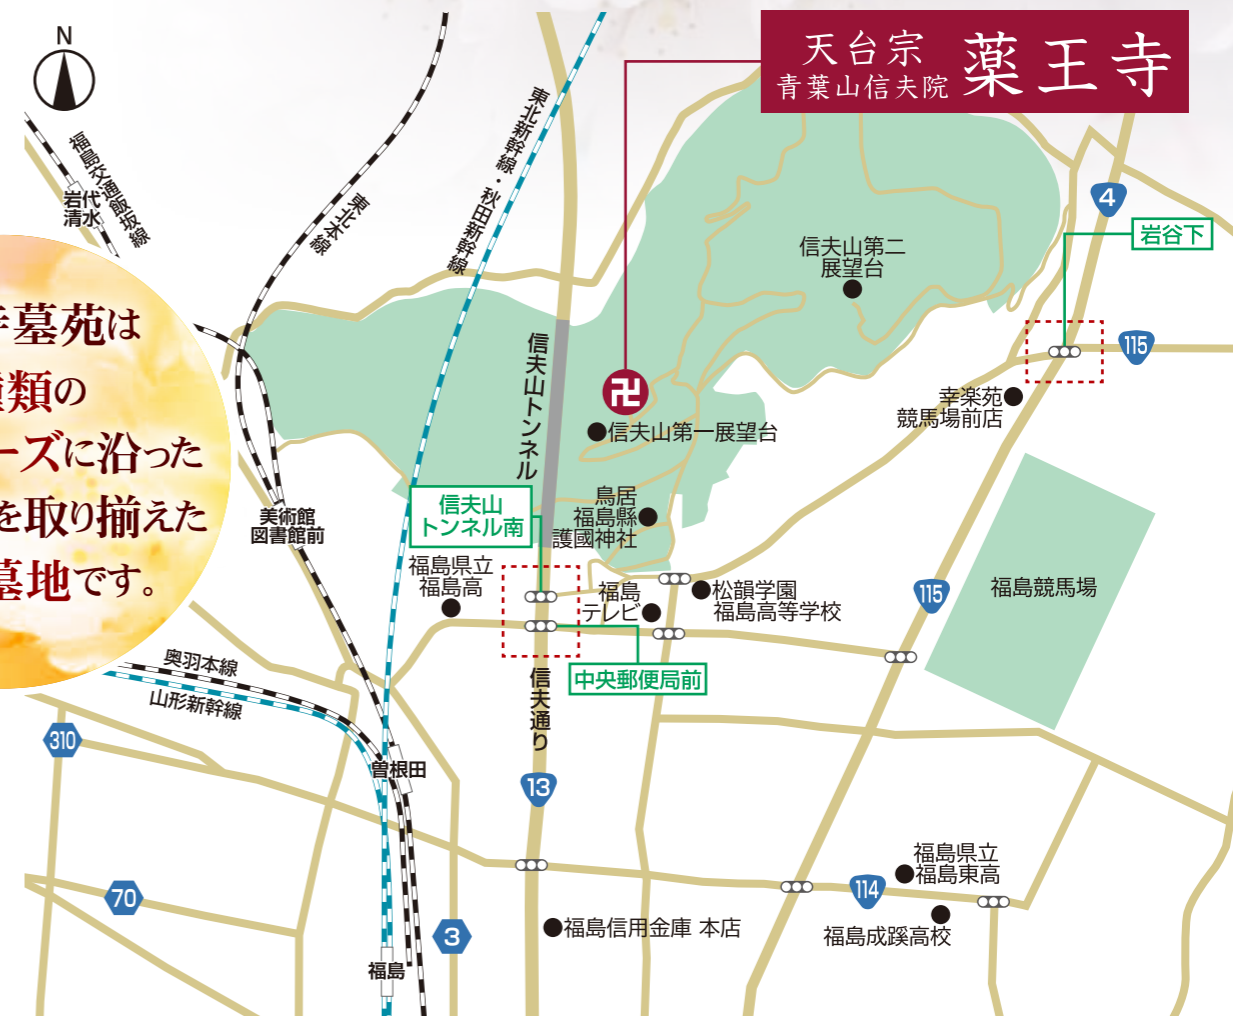 N
天台宗
青葉山信夫院
薬王寺
福島交通飯坂線
岩代
清水
東北本線
東北新幹線・秋田新幹線
4
岩谷下
信夫山第二
展望台
115
墓苑は
類の
ーズに沿った
を取り揃えた
墓地です。
信夫山トンネル
卍
信夫山第一展望台
幸楽苑
競馬場前店
美術館
図書館前
信夫山
トンネル南
鳥居
福島縣
護國神社
福島県立
福島高
福島
テレビ
松韻学園
福島高等学校
115
福島競馬場
中央郵便局前
奥羽本線
山形新幹線
信夫通り
310
曽根田
13
福島県立
福島東高
114
70
3
福島信用金庫 本店
福島成蹊高校
福島